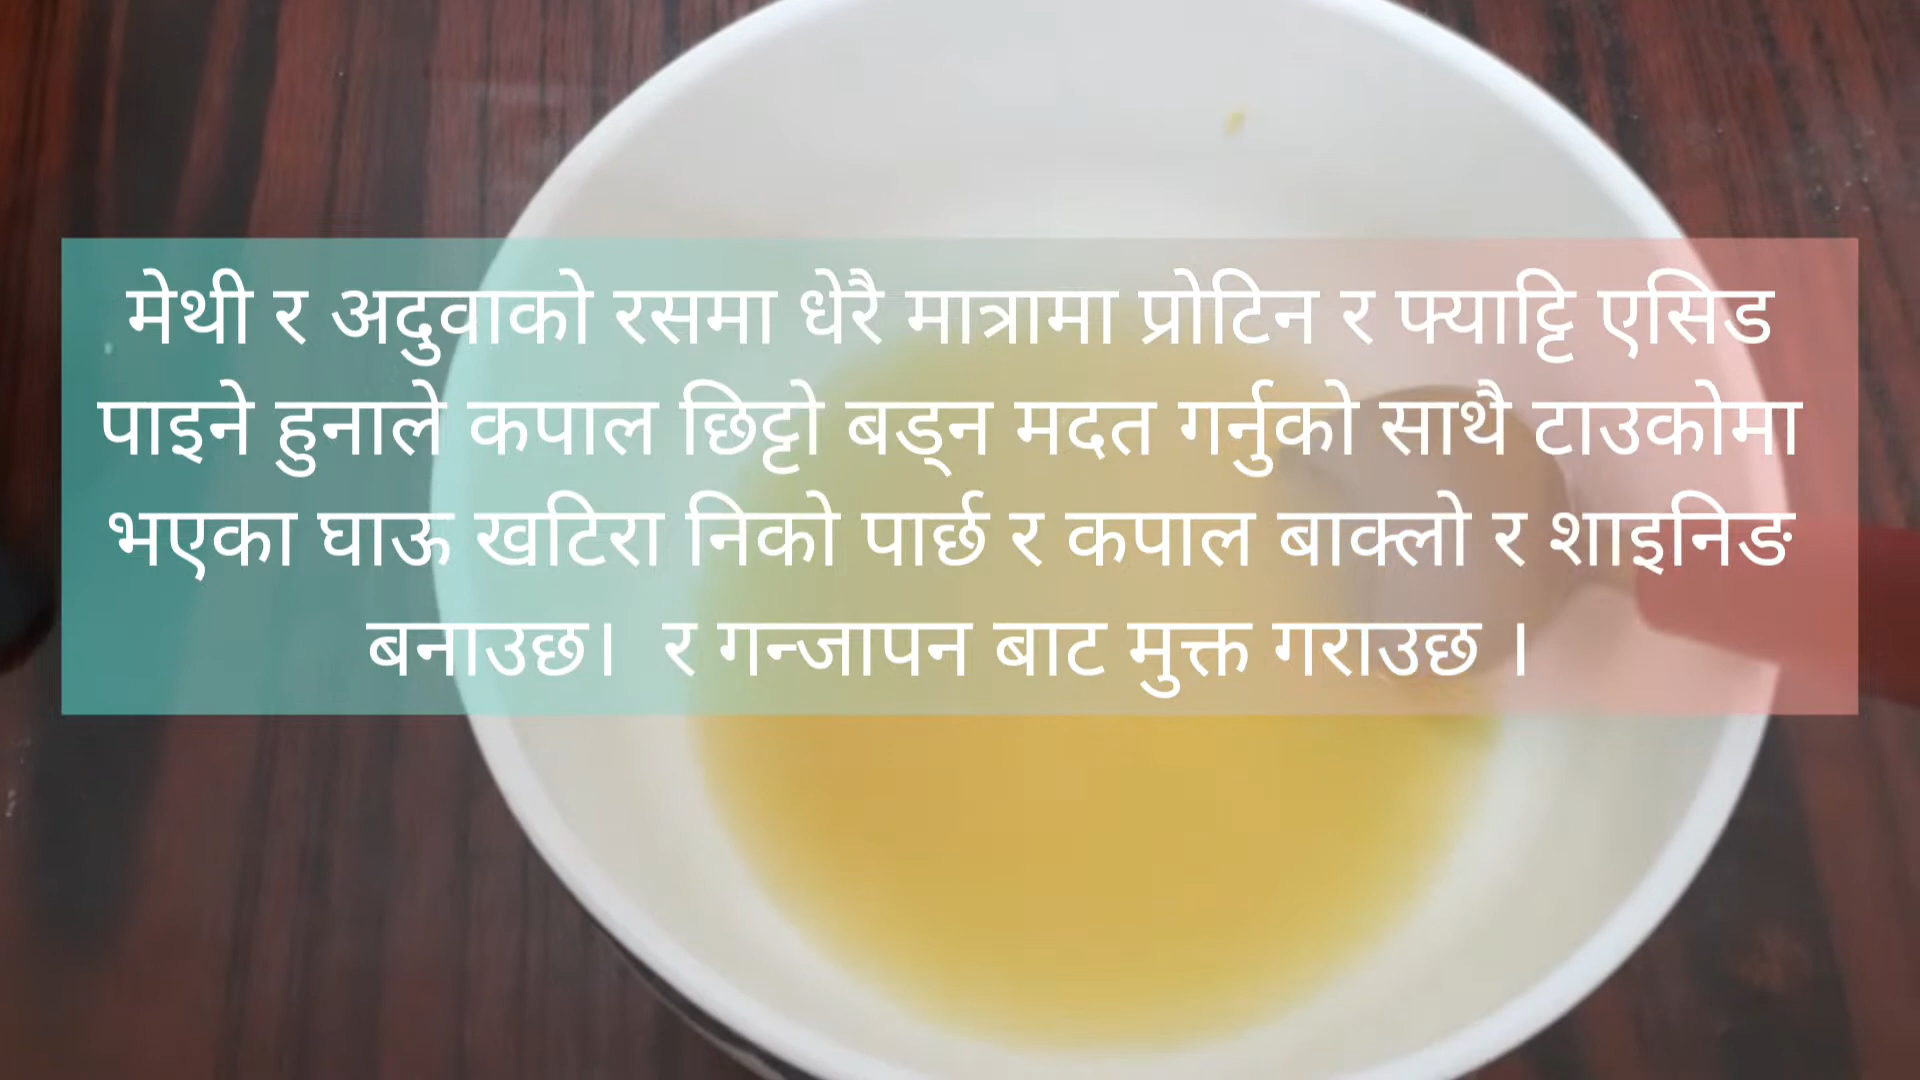 मेथी र अदुवाको रसमा धेरै मात्रामा प्रोटिन र फ्याट्टि एसिड
पाइने हुनाले कपाल छिट्टो बड्न मदत गर्नुको साथै टाउकोमा
भएका घाऊ खटिरा निको पार्छ र कपाल बाक्लो र शाइनिङ
बनाउछ।  र गन्जापन बाट मुक्त गराउछ ।